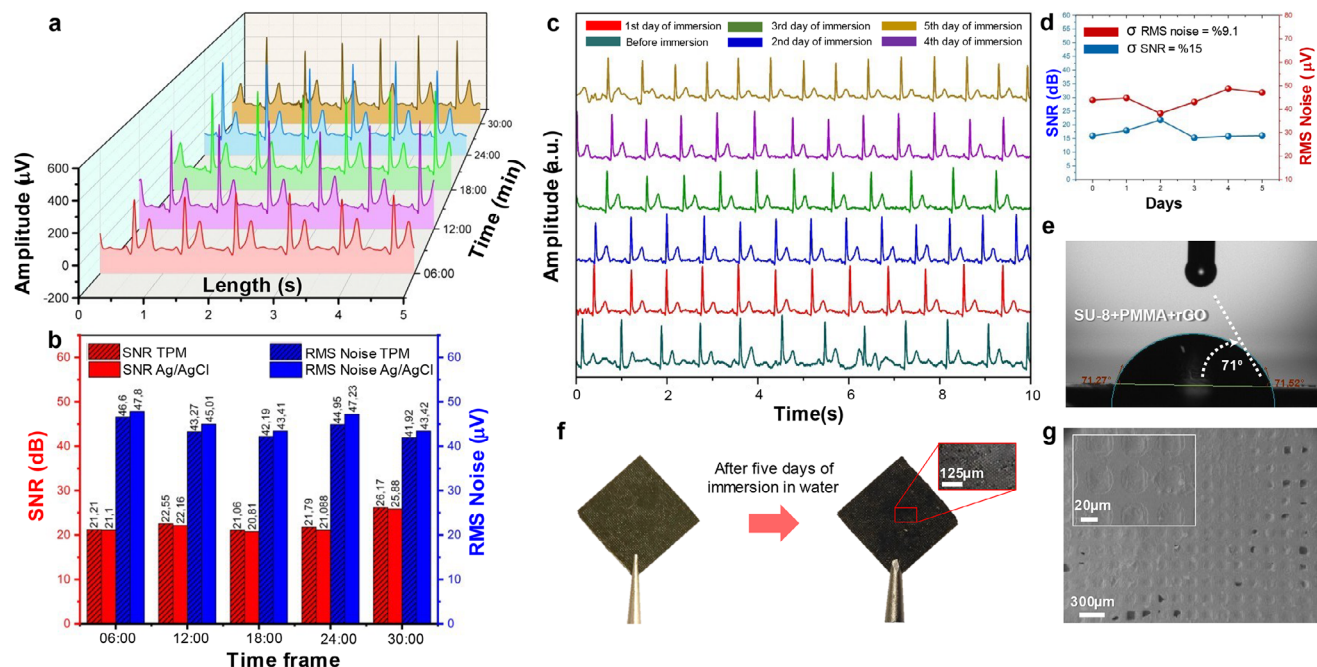 a
Amplitude (µV)
600
400
200
0
-200
0
1
2
3
4
5
Length (s)
06:00
12:00
18:00
24:00
30:00
Time (min)
b
SNR TPM
SNR Ag/AgCl
RMS Noise TPM
RMS Noise Ag/AgCl
SNR (dB)
60
50
40
30
20
10
0
21,21
21,1
46,6
47,8
22,55
22,16
43,27
45,01
21,06
20,81
42,19
43,41
21,79
21,088
44,95
47,23
26,17
25,88
41,92
43,42
60
50
40
30
20
10
0
RMS Noise (µV)
06:00
12:00
18:00
24:00
30:00
Time frame
c
1st day of immersion
3rd day of immersion
5th day of immersion
Before immersion
2nd day of immersion
4th day of immersion
Amplitude (a.u.)
0
2
4
6
8
10
Time(s)
d
σ RMS noise = %9.1
σ SNR = %15
SNR (dB)
60
55
50
45
40
35
30
25
20
15
10
5
0
80
70
60
50
40
30
20
10
RMS Noise (µV)
0
1
2
3
4
5
Days
e
SU-8+PMMA+rGO
71°
71,27°
71,52°
f
After five days of
immersion in water
125µm
g
20µm
300µm